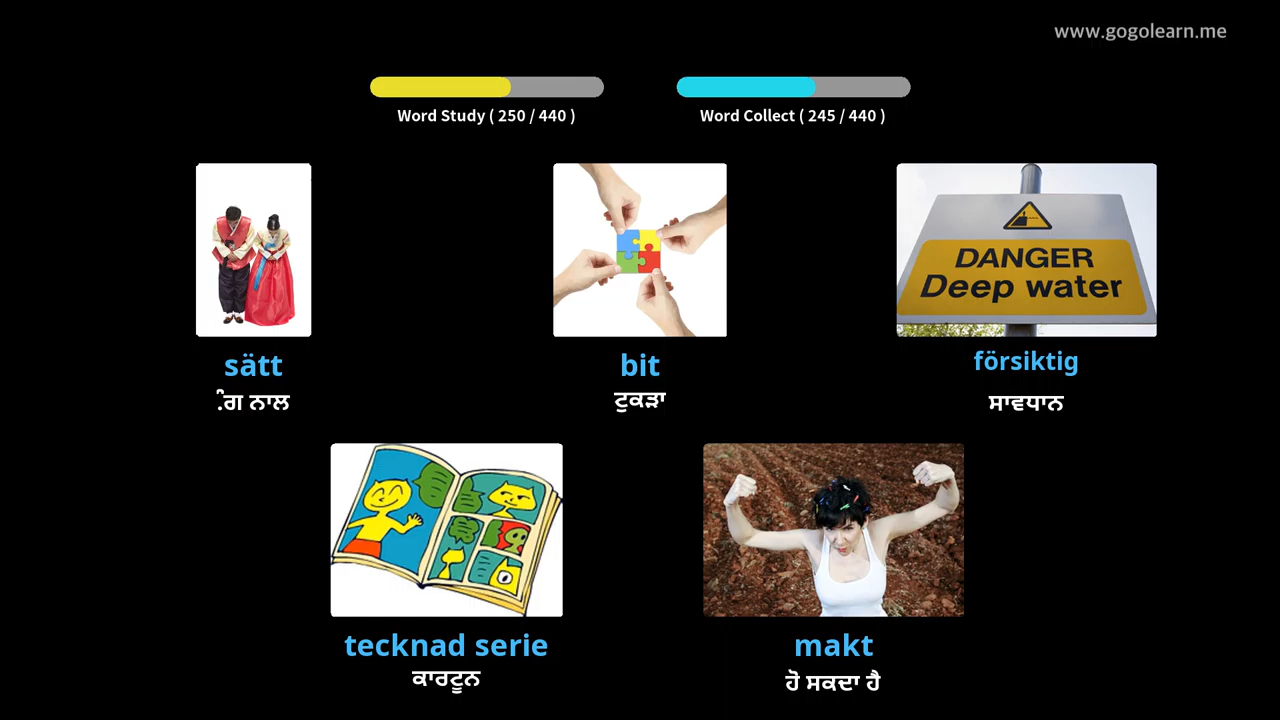 www.gogolearn.me
Word Study ( 250 / 440 )
Word Collect ( 245 / 440 )
DANGER
Deep water
sätt
ੰਗ ਨਾਲ
bit
ਟੁਕੜਾ
försiktig
ਸਾਵਧਾਨ
tecknad serie
ਕਾਰਟੂਨ
makt
ਹੋ ਸਕਦਾ ਹੈ